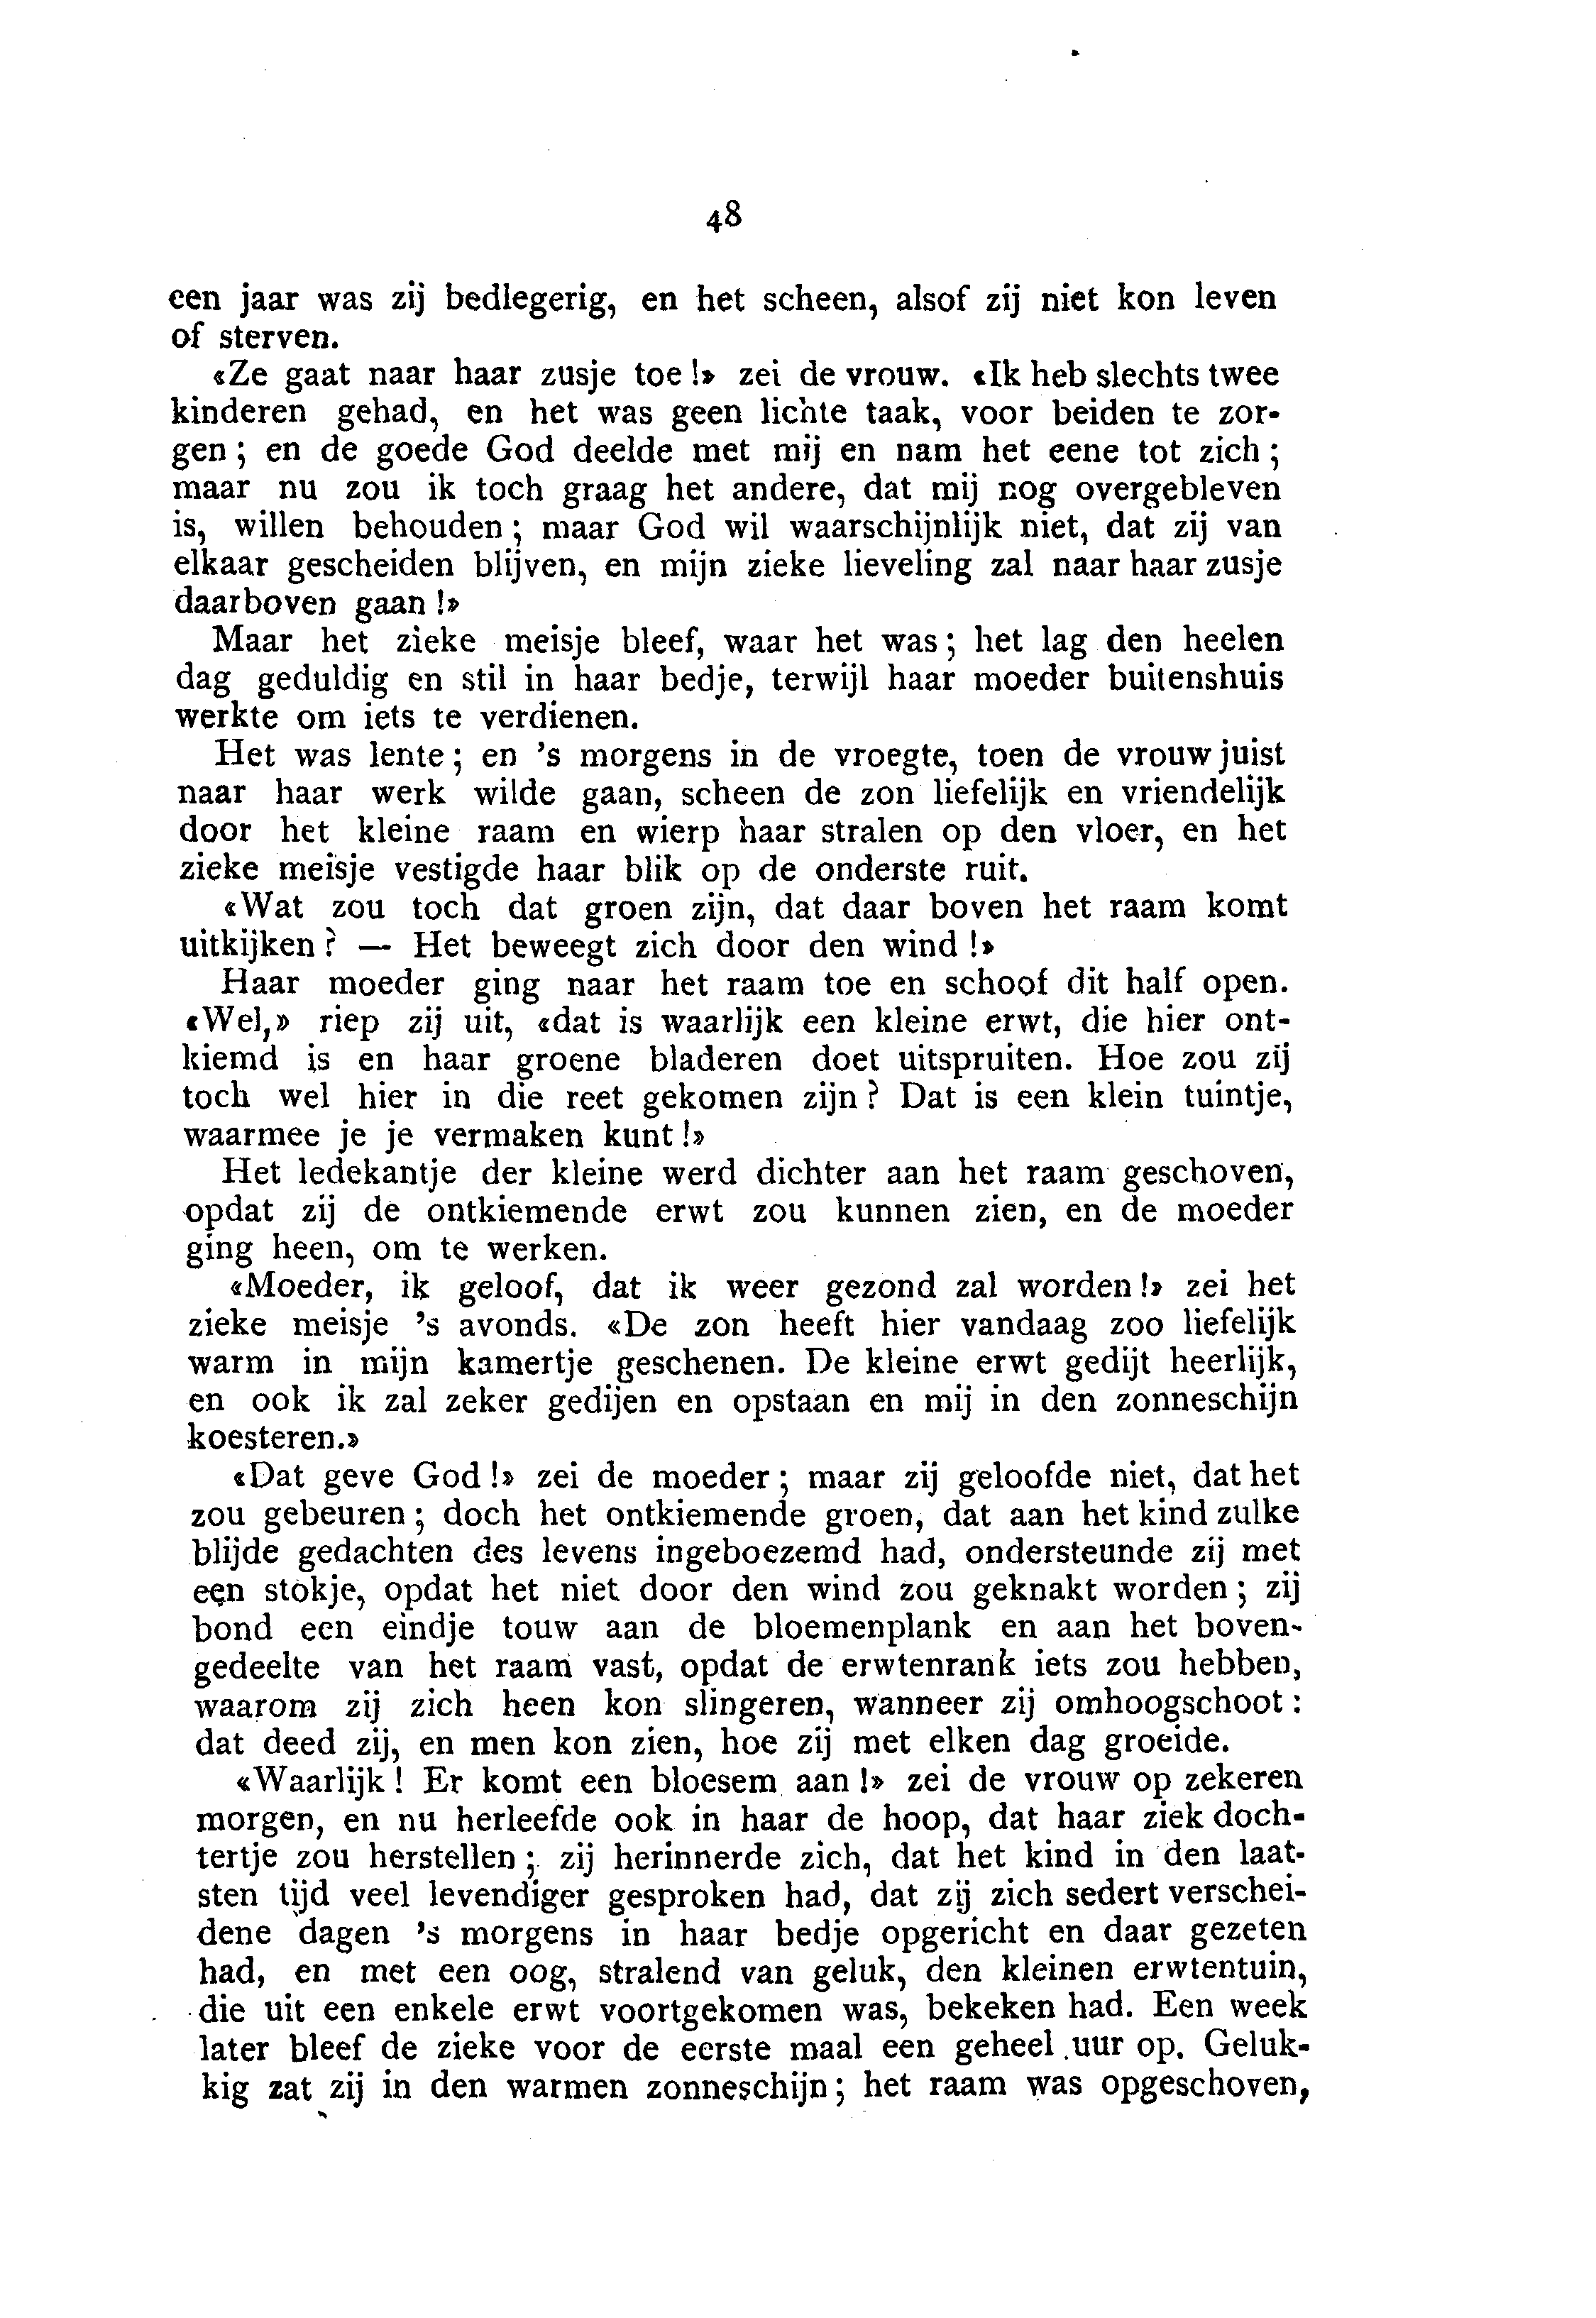 48
een jaar was zij bedlegerig, en het scheen, alsof zij niet kon leven
of sterven.
«Ze gaat naar haar zusje toe!» zei de vrouw. «Ik heb slechts twee
kinderen gehad, en het was geen lichte taak, voor beiden te zor-
gen; en de goede God deelde met mij en nam het eene tot zich;
maar nu zou ik toch graag het andere, dat mij nog overgebleven
is, willen behouden; maar God wil waarschijnlijk niet, dat zij van
elkaar gescheiden blijven, en mijn zieke lieveling zal naar haar zusje
daarboven gaan!»
Maar het zieke meisje bleef, waar het was; het lag den heelen
dag geduldig en stil in haar bedje, terwijl haar moeder buitenshuis
werkte om iets te verdienen.
Het was lente; en 's morgens in de vroegte, toen de vrouw juist
naar haar werk wilde gaan, scheen de zon liefelijk en vriendelijk
door het kleine raam en wierp haar stralen op den vloer, en het
zieke meisje vestigde haar blik op de onderste ruit.
«Wat zou toch dat groen zijn, dat daar boven het raam komt
uitkijken? — Het beweegt zich door den wind!»
Haar moeder ging naar het raam toe en schoof dit half open.
«Wel,» riep zij uit, «dat is waarlijk een kleine erwt, die hier ont-
kiemd is en haar groene bladeren doet uitspruiten. Hoe zou zij
toch wel hier in die reet gekomen zijn? Dat is een klein tuintje,
waarmee je je vermaken kunt!»
Het ledekantje der kleine werd dichter aan het raam geschoven,
opdat zij de ontkiemende erwt zou kunnen zien, en de moeder
ging heen, om te werken.
«Moeder, ik geloof, dat ik weer gezond zal worden!» zei het
zieke meisje 's avonds. «De zon heeft hier vandaag zoo liefelijk
warm in mijn kamertje geschenen. De kleine erwt gedijt heerlijk,
en ook ik zal zeker gedijen en opstaan en mij in den zonneschijn
koesteren.»
«Dat geve God!» zei de moeder; maar zij geloofde niet, dat het
zou gebeuren; doch het ontkiemende groen, dat aan het kind zulke
blijde gedachten des levens ingeboezemd had, ondersteunde zij met
een stokje, opdat het niet door den wind zou geknakt worden; zij
bond een eindje touw aan de bloemenplank en aan het boven-
gedeelte van het raam vast, opdat de erwtenrank iets zou hebben,
waarom zij zich heen kon slingeren, wanneer zij omhoogschoot:
dat deed zij, en men kon zien, hoe zij met elken dag groeide.
«Waarlijk! Er komt een bloesem aan!» zei de vrouw op zekeren
morgen, en nu herleefde ook in haar de hoop, dat haar ziek doch-
tertje zou herstellen; zij herinnerde zich, dat het kind in den laat-
sten tijd veel levendiger gesproken had, dat zij zich sedert verschei-
dene dagen 's morgens in haar bedje opgericht en daar gezeten
had, en met een oog, stralend van geluk, den kleinen erwtentuin,
die uit een enkele erwt voortgekomen was, bekeken had. Een week
later bleef de zieke voor de eerste maal een geheel uur op. Geluk-
kig zat zij in den warmen zonneschijn; het raam was opgeschoven,